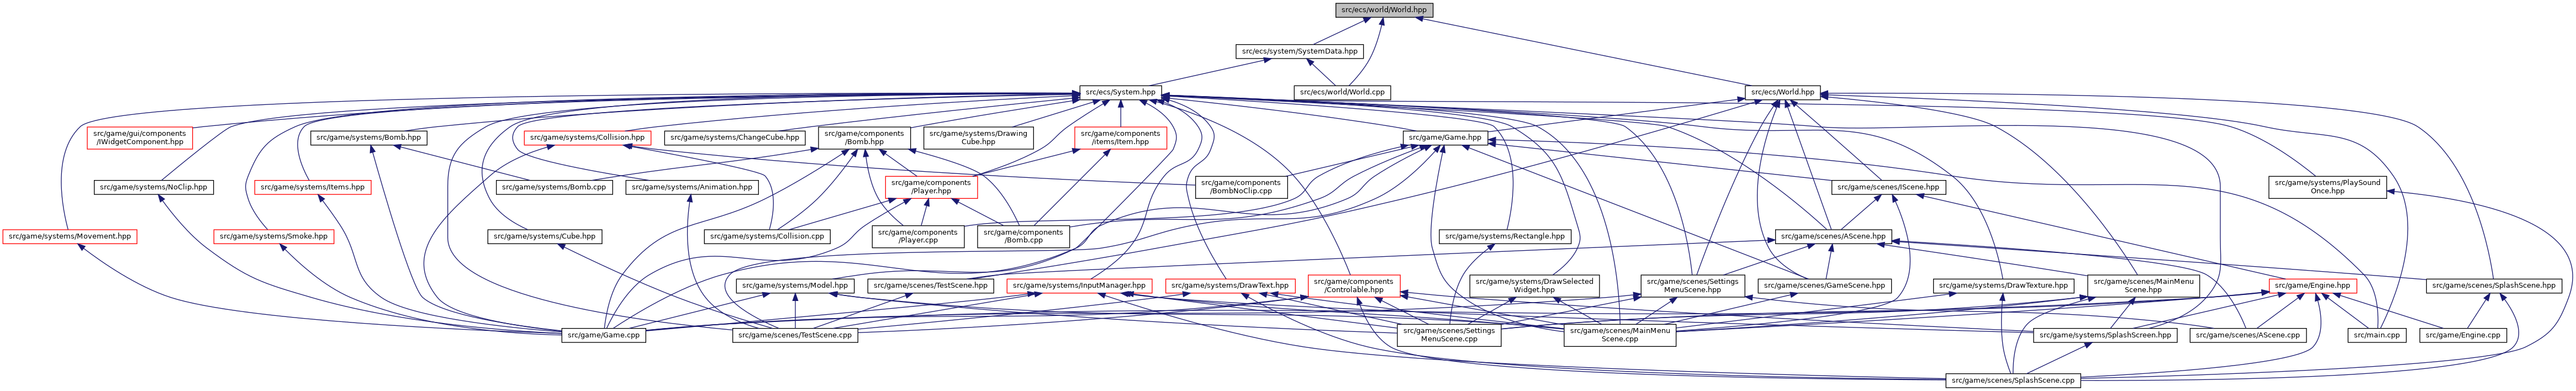 src/ecs/world/World.hpp
src/ecs/system/SystemData.hpp
src/ecs/System.hpp
src/ecs/world/World.cpp
src/ecs/World.hpp
src/game/gui/components
/IWidgetComponent.hpp
src/game/systems/Bomb.hpp
src/game/systems/Collision.hpp
src/game/systems/ChangeCube.hpp
src/game/components
/Bomb.hpp
src/game/systems/Drawing
Cube.hpp
src/game/components
/items/Item.hpp
src/game/Game.hpp
src/game/systems/NoClip.hpp
src/game/systems/Items.hpp
src/game/systems/Bomb.cpp
src/game/systems/Animation.hpp
src/game/components
/Player.hpp
src/game/components
/BombNoClip.cpp
src/game/scenes/IScene.hpp
src/game/systems/PlaySound
Once.hpp
src/game/systems/Movement.hpp
src/game/systems/Smoke.hpp
src/game/systems/Cube.hpp
src/game/systems/Collision.cpp
src/game/components
/Player.cpp
src/game/components
/Bomb.cpp
src/game/systems/Rectangle.hpp
src/game/scenes/AScene.hpp
src/game/systems/Model.hpp
src/game/scenes/TestScene.hpp
src/game/systems/InputManager.hpp
src/game/systems/DrawText.hpp
src/game/components
/Controlable.hpp
src/game/systems/DrawSelected
Widget.hpp
src/game/scenes/Settings
MenuScene.hpp
src/game/scenes/GameScene.hpp
src/game/systems/DrawTexture.hpp
src/game/scenes/MainMenu
Scene.hpp
src/game/Engine.hpp
src/game/scenes/SplashScene.hpp
src/game/Game.cpp
src/game/scenes/TestScene.cpp
src/game/scenes/Settings
MenuScene.cpp
src/game/scenes/MainMenu
Scene.cpp
src/game/systems/SplashScreen.hpp
src/game/scenes/AScene.cpp
src/main.cpp
src/game/Engine.cpp
src/game/scenes/SplashScene.cpp